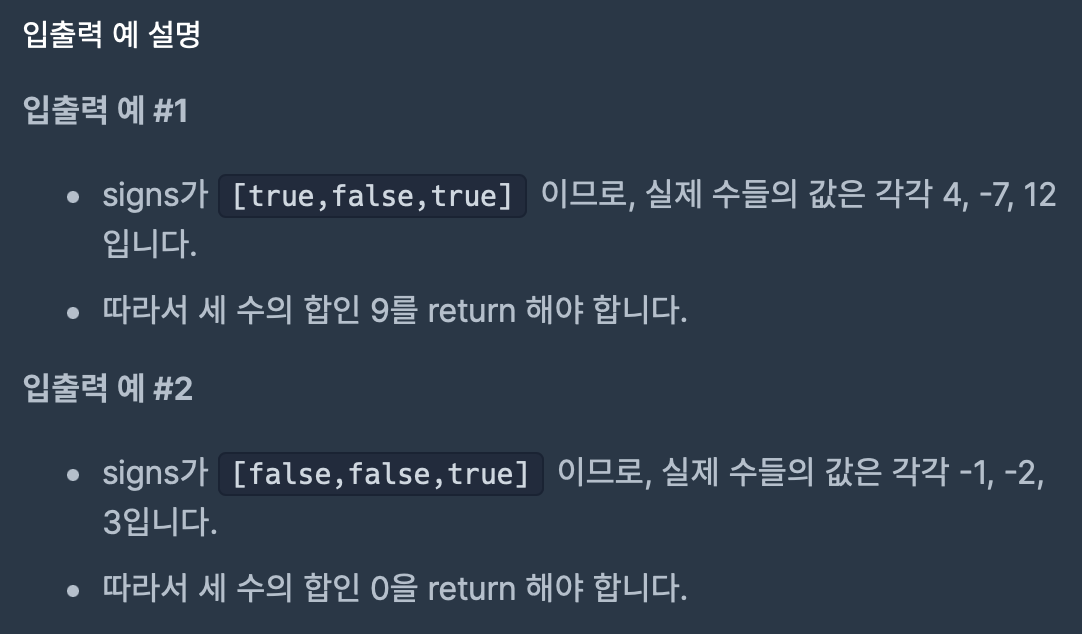 입출력 예 설명
입출력 예 #1
signs가 [true,false,true] 이므로, 실제 수들의 값은 각각 4, -7, 12
입니다.
따라서 세 수의 합인 9를 return 해야 합니다.
입출력 예 #2
signs가 [false,false,true] 이므로, 실제 수들의 값은 각각 -1, -2,
3입니다.
따라서 세 수의 합인 0을 return 해야 합니다.